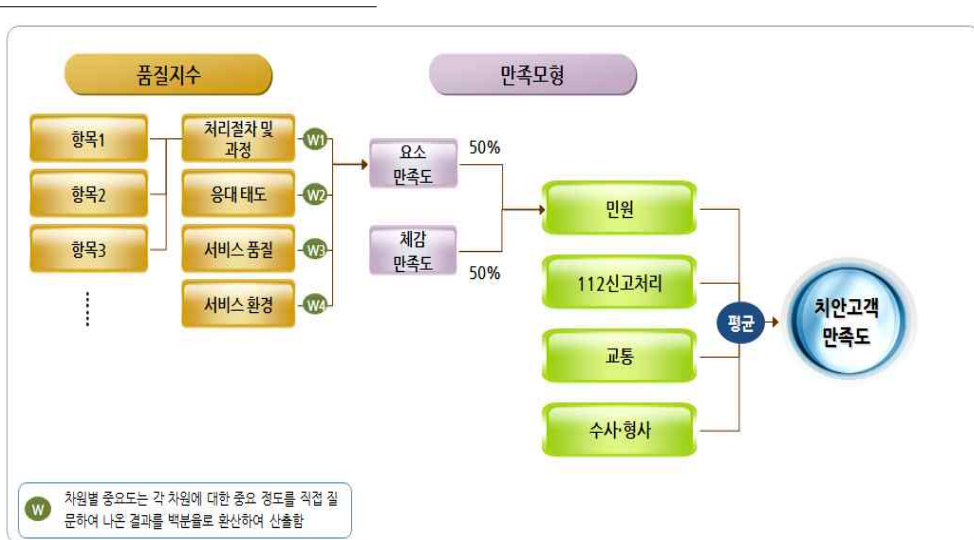 품질지수
만족모형
항목1
항목2
항목3
처리절차 및
과정
응대 태도
서비스 품질
서비스 환경
W1
W2
W3
W4
요소
만족도
50%
체감
만족도
50%
민원
112신고처리
교통
수사·형사
평균
치안고객
만족도
W
차원별 중요도는 각 차원에 대한 중요 정도를 직접 질
문하여 나온 결과를 백분율로 환산하여 산출함